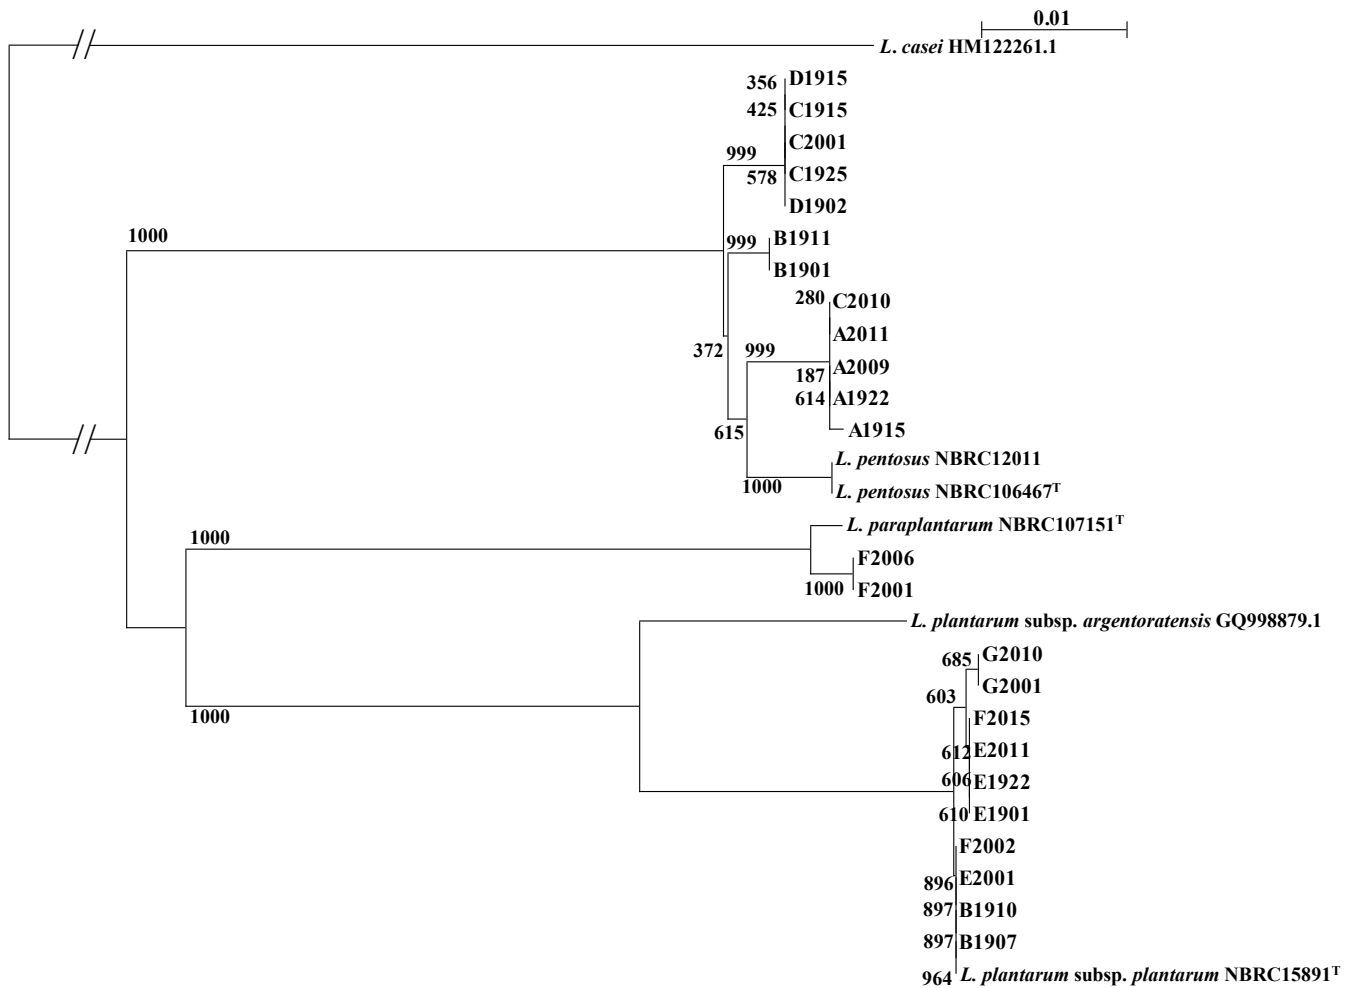 0.01
L. casei HM122261.1
356
D1915
425
C1915
C2001
999
578
C1925
D1902
1000
999
B1911
B1901
280
C2010
A2011
372
999
A2009
187
614
A1922
615
A1915
L. pentosus NBRC12011
1000
L. pentosus NBRC106467ᵀ
L. paraplantarum NBRC107151ᵀ
1000
F2006
1000
F2001
L. plantarum subsp. argentoratensis GQ998879.1
685
G2010
G2001
603
1000
F2015
612
E2011
606
E1922
610
E1901
F2002
896
E2001
897
B1910
897
B1907
964
L. plantarum subsp. plantarum NBRC15891ᵀ